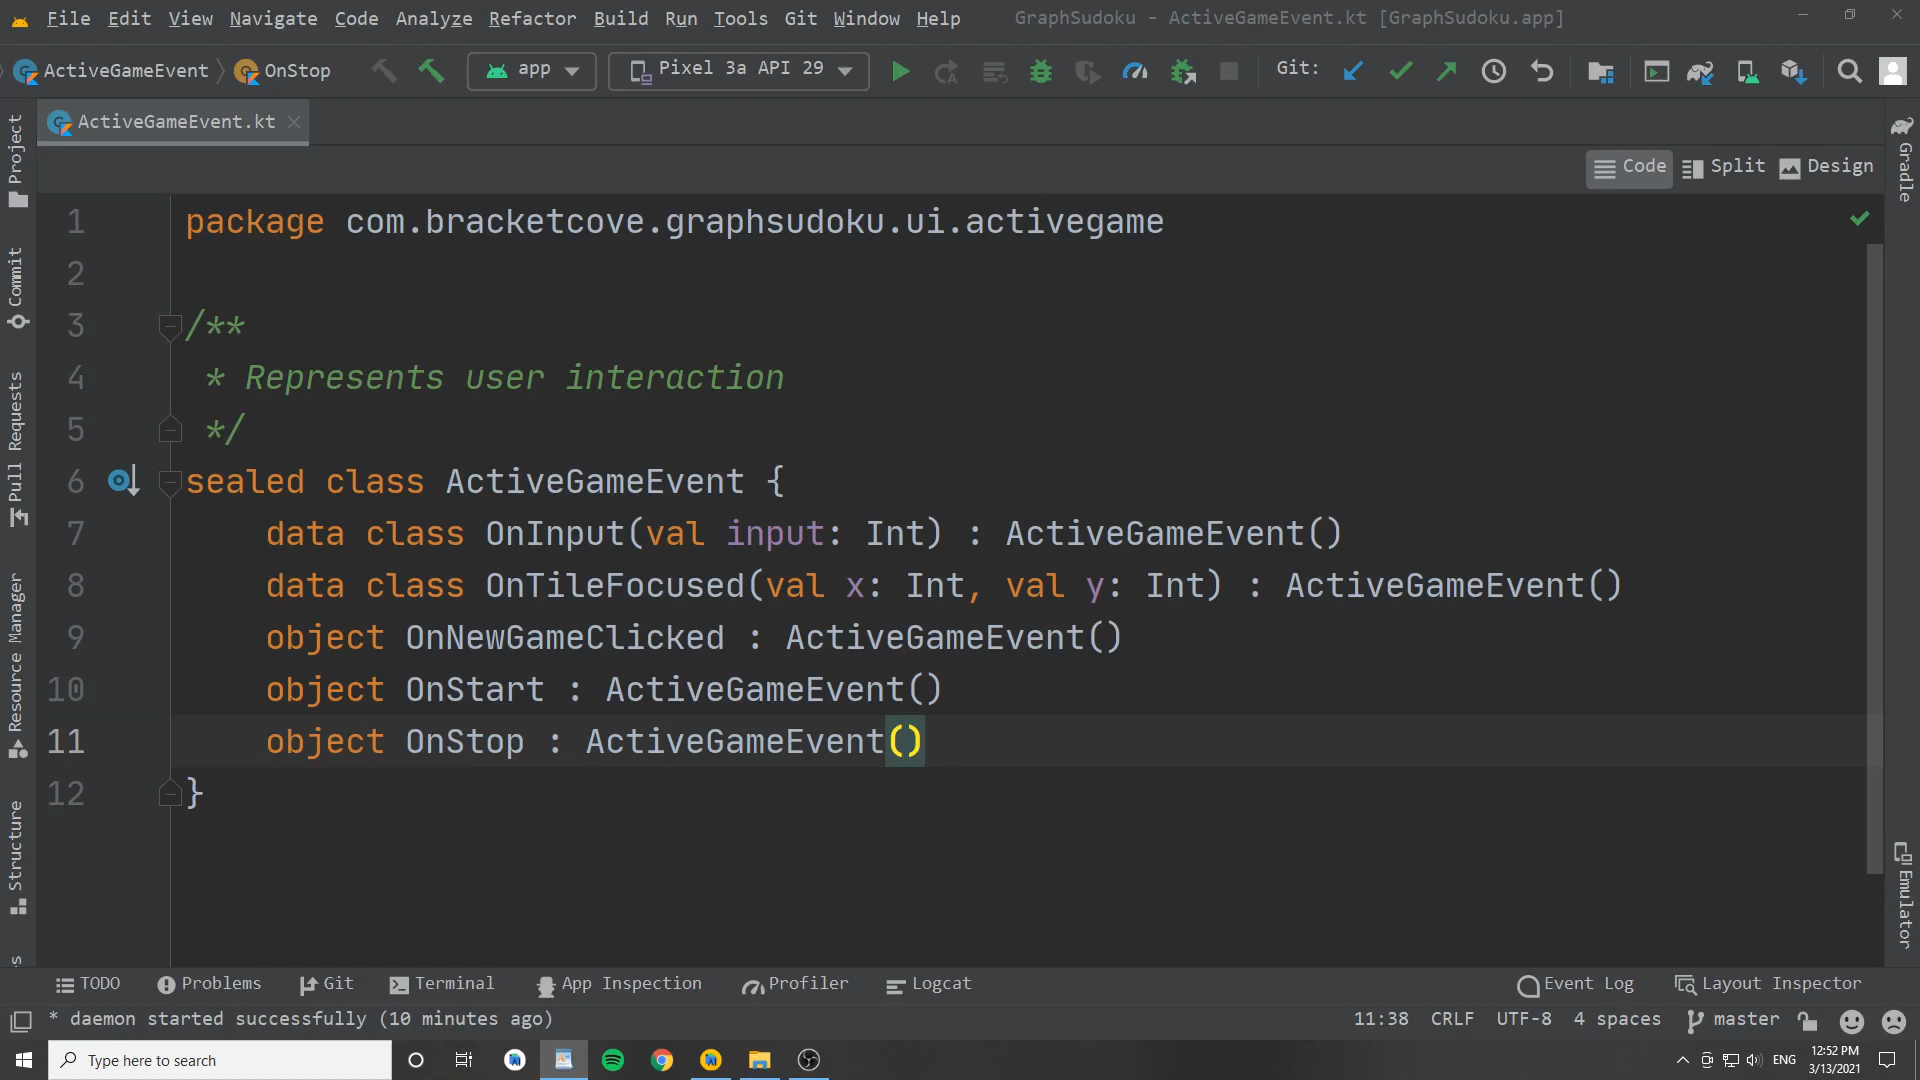 File Edit View Navigate Code Analyze Refactor Build Run Tools Git Window Help GraphSudoku - ActiveGameEvent.kt [GraphSudoku.app]
ActiveGameEvent OnStop app Pixel 3a API 29 Git:
ActiveGameEvent.kt
Code Split Design
Project
Commit
Pull Requests
Resource Manager
Structure
Gradle
Emulator
1 package com.bracketcove.graphsudoku.ui.activegame
2
3 /**
4 * Represents user interaction
5 */
6 sealed class ActiveGameEvent {
7 data class OnInput(val input: Int) : ActiveGameEvent()
8 data class OnTileFocused(val x: Int, val y: Int) : ActiveGameEvent()
9 object OnNewGameClicked : ActiveGameEvent()
10 object OnStart : ActiveGameEvent()
11 object OnStop : ActiveGameEvent()
12 }
TODO Problems Git Terminal App Inspection Profiler Logcat Event Log Layout Inspector
* daemon started successfully (10 minutes ago) 11:38 CRLF UTF-8 4 spaces master
Type here to search ENG 12:52 PM
3/13/2021